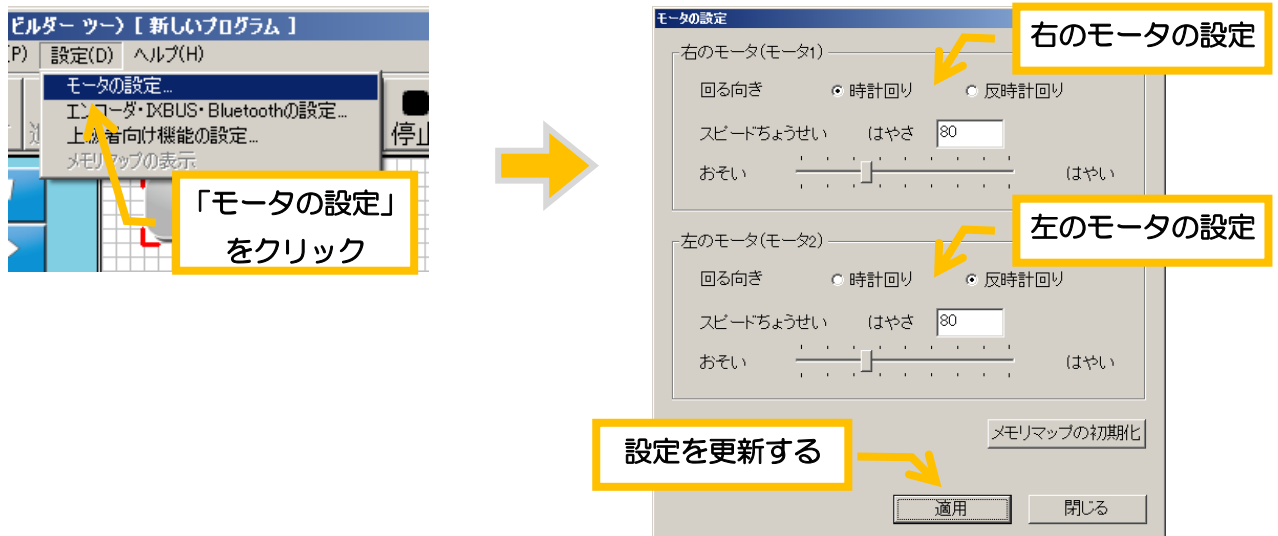 ビルダー ツー) [ 新しいプログラム ]
(P) 設定(D) ヘルプ(H)
モータの設定...
エンコーダ・IXBUS・Bluetoothの設定...
上級者向け機能の設定...
メモリマップの表示
停止
「モータの設定」
をクリック
モータの設定
右のモータの設定
右のモータ(モータ1)
回る向き 時計回り 反時計回り
スピードちょうせい はやさ 80
おそい はやい
左のモータの設定
左のモータ(モータ2)
回る向き 時計回り 反時計回り
スピードちょうせい はやさ 80
おそい はやい
メモリマップの初期化
設定を更新する
適用 閉じる